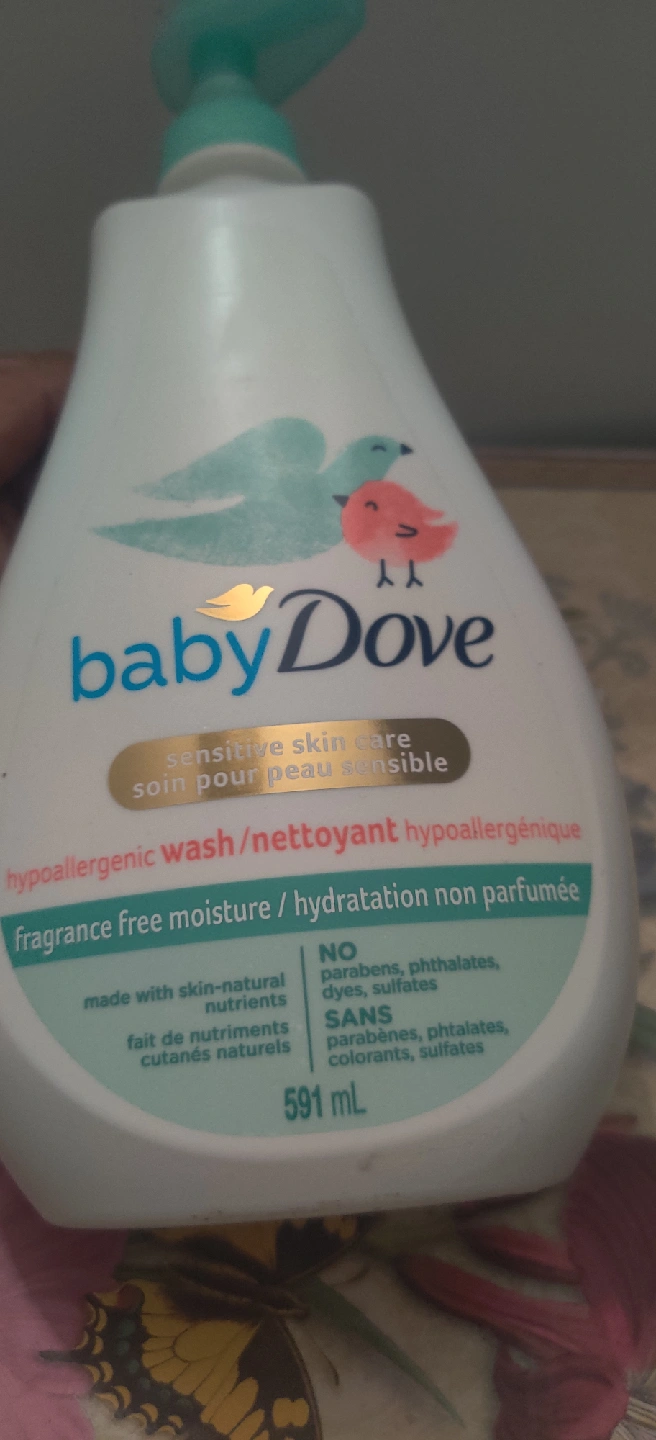 baby Dove
sensitive skin care
soin pour peau sensible
hypoallergenic wash/nettoyant hypoallergénique
fragrance free moisture / hydratation non parfumée
made with skin-natural
nutrients
fait de nutriments
cutanés naturels
NO
parabens, phthalates,
dyes, sulfates
SANS
parabènes, phtalates,
colorants, sulfates
591 mL